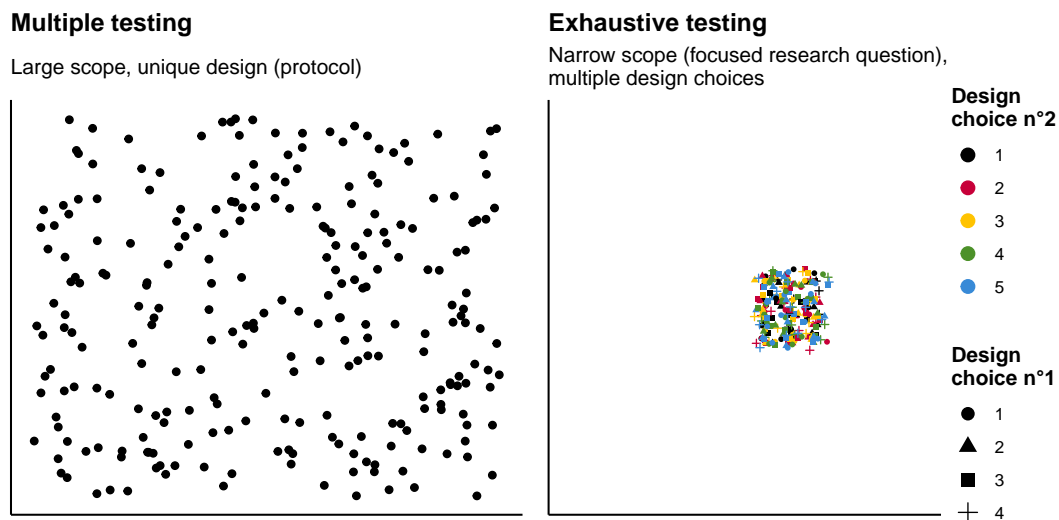 Multiple testing
Large scope, unique design (protocol)
Exhaustive testing
Narrow scope (focused research question),
multiple design choices
Design
choice n°2
1
2
3
4
5
Design
choice n°1
1
2
3
4